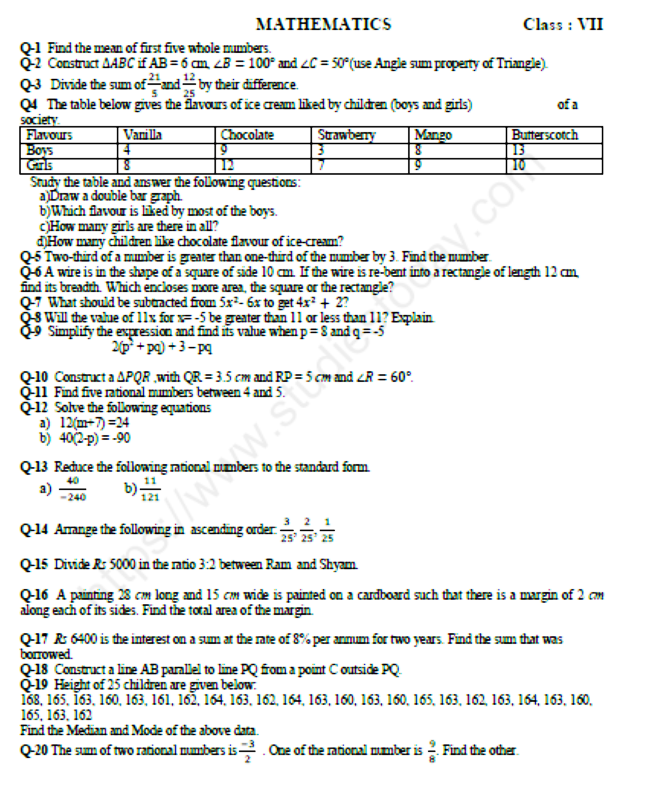 MATHEMATICS Class : VII
Q-1 Find the mean of first five whole numbers.
Q-2 Construct ΔABC if AB = 6 cm, ∠B = 100° and ∠C = 50°(use Angle sum property of Triangle).
Q-3 Divide the sum of 21/5 and 12/25 by their difference.
Q4 The table below gives the flavours of ice cream liked by children (boys and girls) of a
society.
Flavours Vanilla Chocolate Strawberry Mango Butterscotch
Boys 4 9 3 8 13
Girls 8 12 7 9 10
Study the table and answer the following questions:
a)Draw a double bar graph.
b)Which flavour is liked by most of the boys.
c)How many girls are there in all?
d)How many children like chocolate flavour of ice-cream?
Q-5 Two-third of a number is greater than one-third of the number by 3. Find the number.
Q-6 A wire is in the shape of a square of side 10 cm. If the wire is re-bent into a rectangle of length 12 cm,
find its breadth. Which encloses more area, the square or the rectangle?
Q-7 What should be subtracted from 5x²- 6x to get 4x² + 2?
Q-8 Will the value of 11x for x= -5 be greater than 11 or less than 11? Explain.
Q-9 Simplify the expression and find its value when p = 8 and q = -5
2(p² + pq) + 3 – pq
Q-10 Construct a ΔPQR ,with QR = 3.5 cm and RP = 5 cm and ∠R = 60°.
Q-11 Find five rational numbers between 4 and 5.
Q-12 Solve the following equations
a) 12(m+7) =24
b) 40(2-p) = -90
Q-13 Reduce the following rational numbers to the standard form.
a) 40/-240 b) 11/121
Q-14 Arrange the following in ascending order: 3/25, 2/25, 1/25
Q-15 Divide Rs 5000 in the ratio 3:2 between Ram and Shyam.
Q-16 A painting 28 cm long and 15 cm wide is painted on a cardboard such that there is a margin of 2 cm
along each of its sides. Find the total area of the margin.
Q-17 Rs 6400 is the interest on a sum at the rate of 8% per annum for two years. Find the sum that was
borrowed.
Q-18 Construct a line AB parallel to line PQ from a point C outside PQ.
Q-19 Height of 25 children are given below:
168, 165, 163, 160, 163, 161, 162, 164, 163, 162, 164, 163, 160, 163, 160, 165, 163, 162, 163, 164, 163, 160,
165, 163, 162
Find the Median and Mode of the above data.
Q-20 The sum of two rational numbers is -3/2 . One of the rational number is 9/8. Find the other.
https://www.studiestoday.com